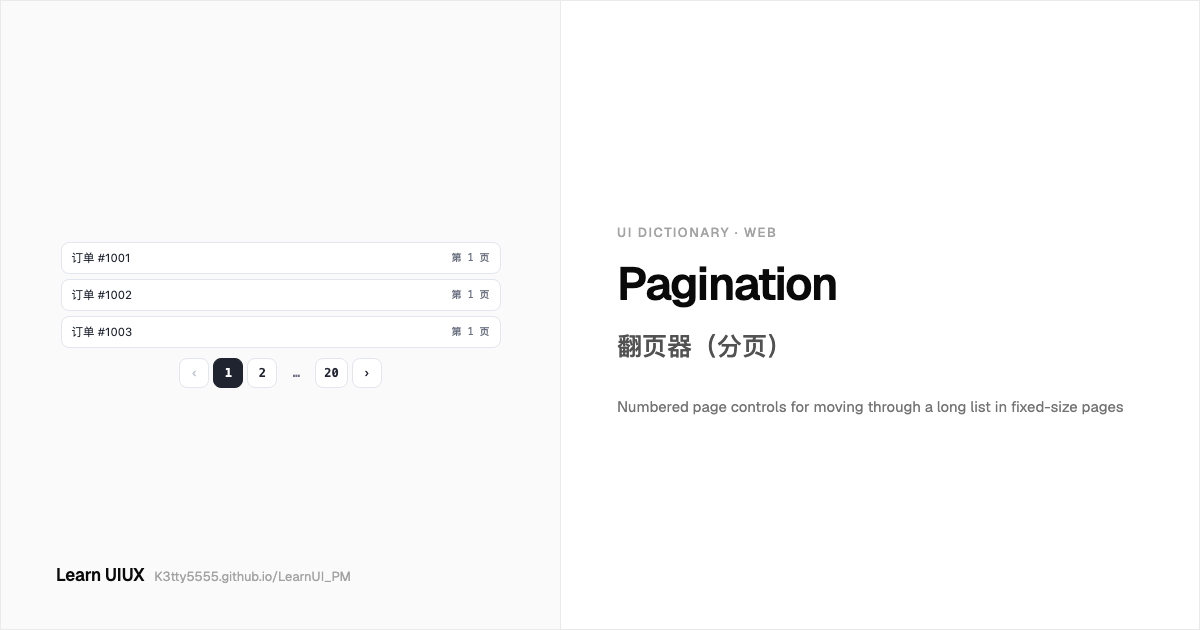 订单 #1001 第 1 页
订单 #1002 第 1 页
订单 #1003 第 1 页
‹ 1 2 … 20 ›
Learn UIUX K3tty5555.github.io/LearnUI_PM
UI DICTIONARY · WEB
Pagination
翻页器（分页）
Numbered page controls for moving through a long list in fixed-size pages